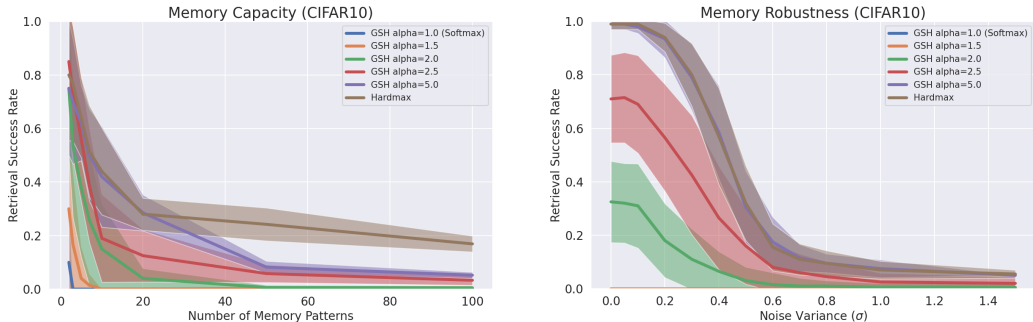 Memory Capacity (CIFAR10)
1.0
0.8
0.6
0.4
0.2
0.0
Retrieval Success Rate
GSH alpha=1.0 (Softmax)
GSH alpha=1.5
GSH alpha=2.0
GSH alpha=2.5
GSH alpha=5.0
Hardmax
0
20
40
60
80
100
Number of Memory Patterns
Memory Robustness (CIFAR10)
1.0
0.8
0.6
0.4
0.2
0.0
Retrieval Success Rate
GSH alpha=1.0 (Softmax)
GSH alpha=1.5
GSH alpha=2.0
GSH alpha=2.5
GSH alpha=5.0
Hardmax
0.0
0.2
0.4
0.6
0.8
1.0
1.2
1.4
Noise Variance (σ)